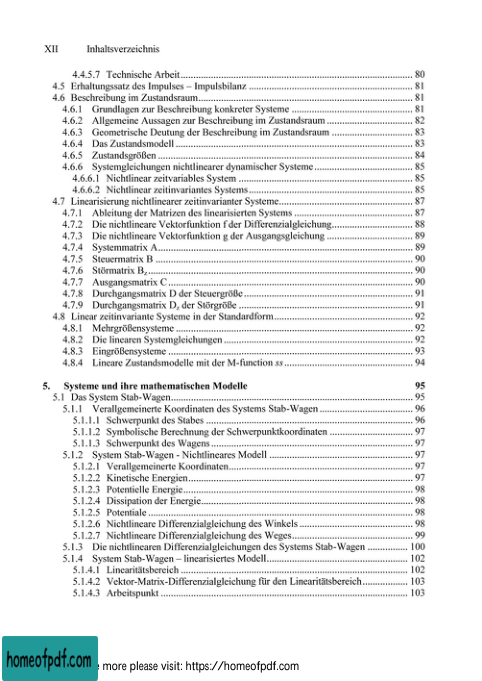 XII Inhaltsverzeichnis
4.4.5.7 Technische Arbeit 80
4.5 Erhaltungssatz des Impulses – Impulsbilanz 81
4.6 Beschreibung im Zustandsraum 81
4.6.1 Grundlagen zur Beschreibung konkreter Systeme 81
4.6.2 Allgemeine Aussagen zur Beschreibung im Zustandsraum 82
4.6.3 Geometrische Deutung der Beschreibung im Zustandsraum 83
4.6.4 Das Zustandsmodell 83
4.6.5 Zustandsgrößen 84
4.6.6 Systemgleichungen nichtlinearer dynamischer Systeme 85
4.6.6.1 Nichtlinear zeitvariables System 85
4.6.6.2 Nichtlinear zeitinvariantes Systems 85
4.7 Linearisierung nichtlinearer zeitinvarianter Systeme 87
4.7.1 Ableitung der Matrizen des linearisierten Systems 87
4.7.2 Die nichtlineare Vektorfunktion f der Differenzialgleichung 88
4.7.3 Die nichtlineare Vektorfunktion g der Ausgangsgleichung 89
4.7.4 Systemmatrix A 89
4.7.5 Steuermatrix B 90
4.7.6 Störmatrix Bz 90
4.7.7 Ausgangsmatrix C 90
4.7.8 Durchgangsmatrix D der Steuergröße 91
4.7.9 Durchgangsmatrix Dz der Störgröße 91
4.8 Linear zeitinvariante Systeme in der Standardform 92
4.8.1 Mehrgrößensysteme 92
4.8.2 Die linearen Systemgleichungen 92
4.8.3 Eingrößensysteme 93
4.8.4 Lineare Zustandsmodelle mit der M-function ss 94
5. Systeme und ihre mathematischen Modelle 95
5.1 Das System Stab-Wagen 95
5.1.1 Verallgemeinerte Koordinaten des Systems Stab-Wagen 96
5.1.1.1 Schwerpunkt des Stabes 96
5.1.1.2 Symbolische Berechnung der Schwerpunktkoordinaten 97
5.1.1.3 Schwerpunkt des Wagens 97
5.1.2 System Stab-Wagen - Nichtlineares Modell 97
5.1.2.1 Verallgemeinerte Koordinaten 97
5.1.2.2 Kinetische Energien 97
5.1.2.3 Potentielle Energie 98
5.1.2.4 Dissipation der Energie 98
5.1.2.5 Potentiale 98
5.1.2.6 Nichtlineare Differenzialgleichung des Winkels 98
5.1.2.7 Nichtlineare Differenzialgleichung des Weges 99
5.1.3 Die nichtlinearen Differenzialgleichungen des Systems Stab-Wagen 100
5.1.4 System Stab-Wagen – linearisiertes Modell 102
5.1.4.1 Linearitätsbereich 102
5.1.4.2 Vektor-Matrix-Differenzialgleichung für den Linearitätsbereich 103
5.1.4.3 Arbeitspunkt 103
homeofpdf.com more please visit: https://homeofpdf.com